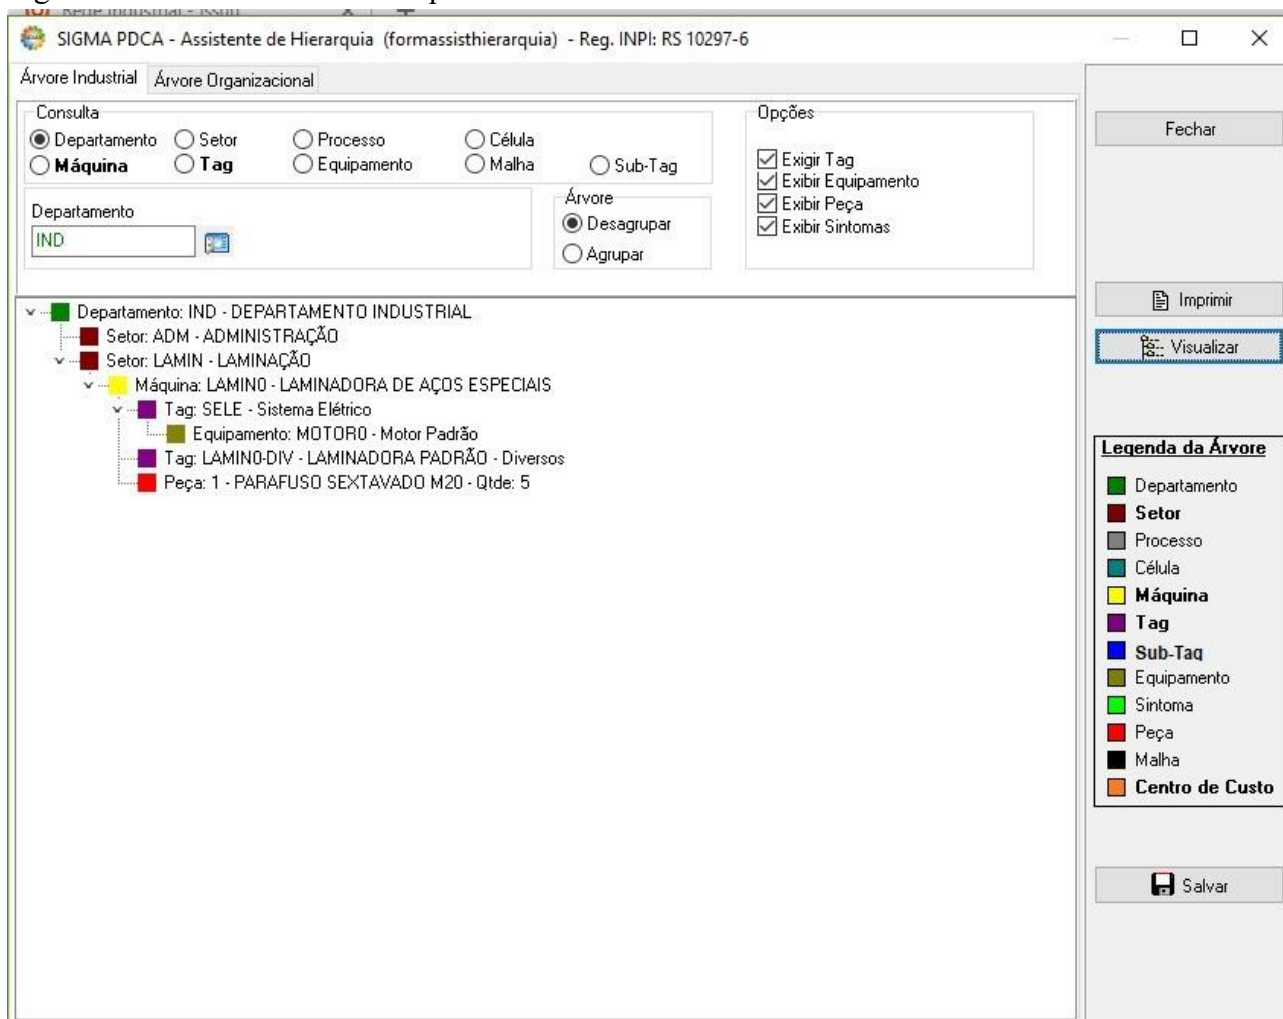 SIGMA PDCA - Assistente de Hierarquia (formassisthierarquia) - Reg. INPI: RS 10297-6
Árvore Industrial Árvore Organizacional
Consulta
Departamento Setor Processo Célula
Máquina Tag Equipamento Malha Sub-Tag
Opções
Exigir Tag
Exibir Equipamento
Exibir Peça
Exibir Sintomas
Departamento
IND
Árvore
Desagrupar
Agrupar
Departamento: IND - DEPARTAMENTO INDUSTRIAL
Setor: ADM - ADMINISTRAÇÃO
Setor: LAMIN - LAMINAÇÃO
Máquina: LAMIN0 - LAMINADORA DE AÇOS ESPECIAIS
Tag: SELE - Sistema Elétrico
Equipamento: MOTOR0 - Motor Padrão
Tag: LAMIN0-DIV - LAMINADORA PADRÃO - Diversos
Peça: 1 - PARAFUSO SEXTAVADO M20 - Qtde: 5
Fechar
Imprimir
Visualizar
Legenda da Árvore
Departamento
Setor
Processo
Célula
Máquina
Tag
Sub-Tag
Equipamento
Sintoma
Peça
Malha
Centro de Custo
Salvar